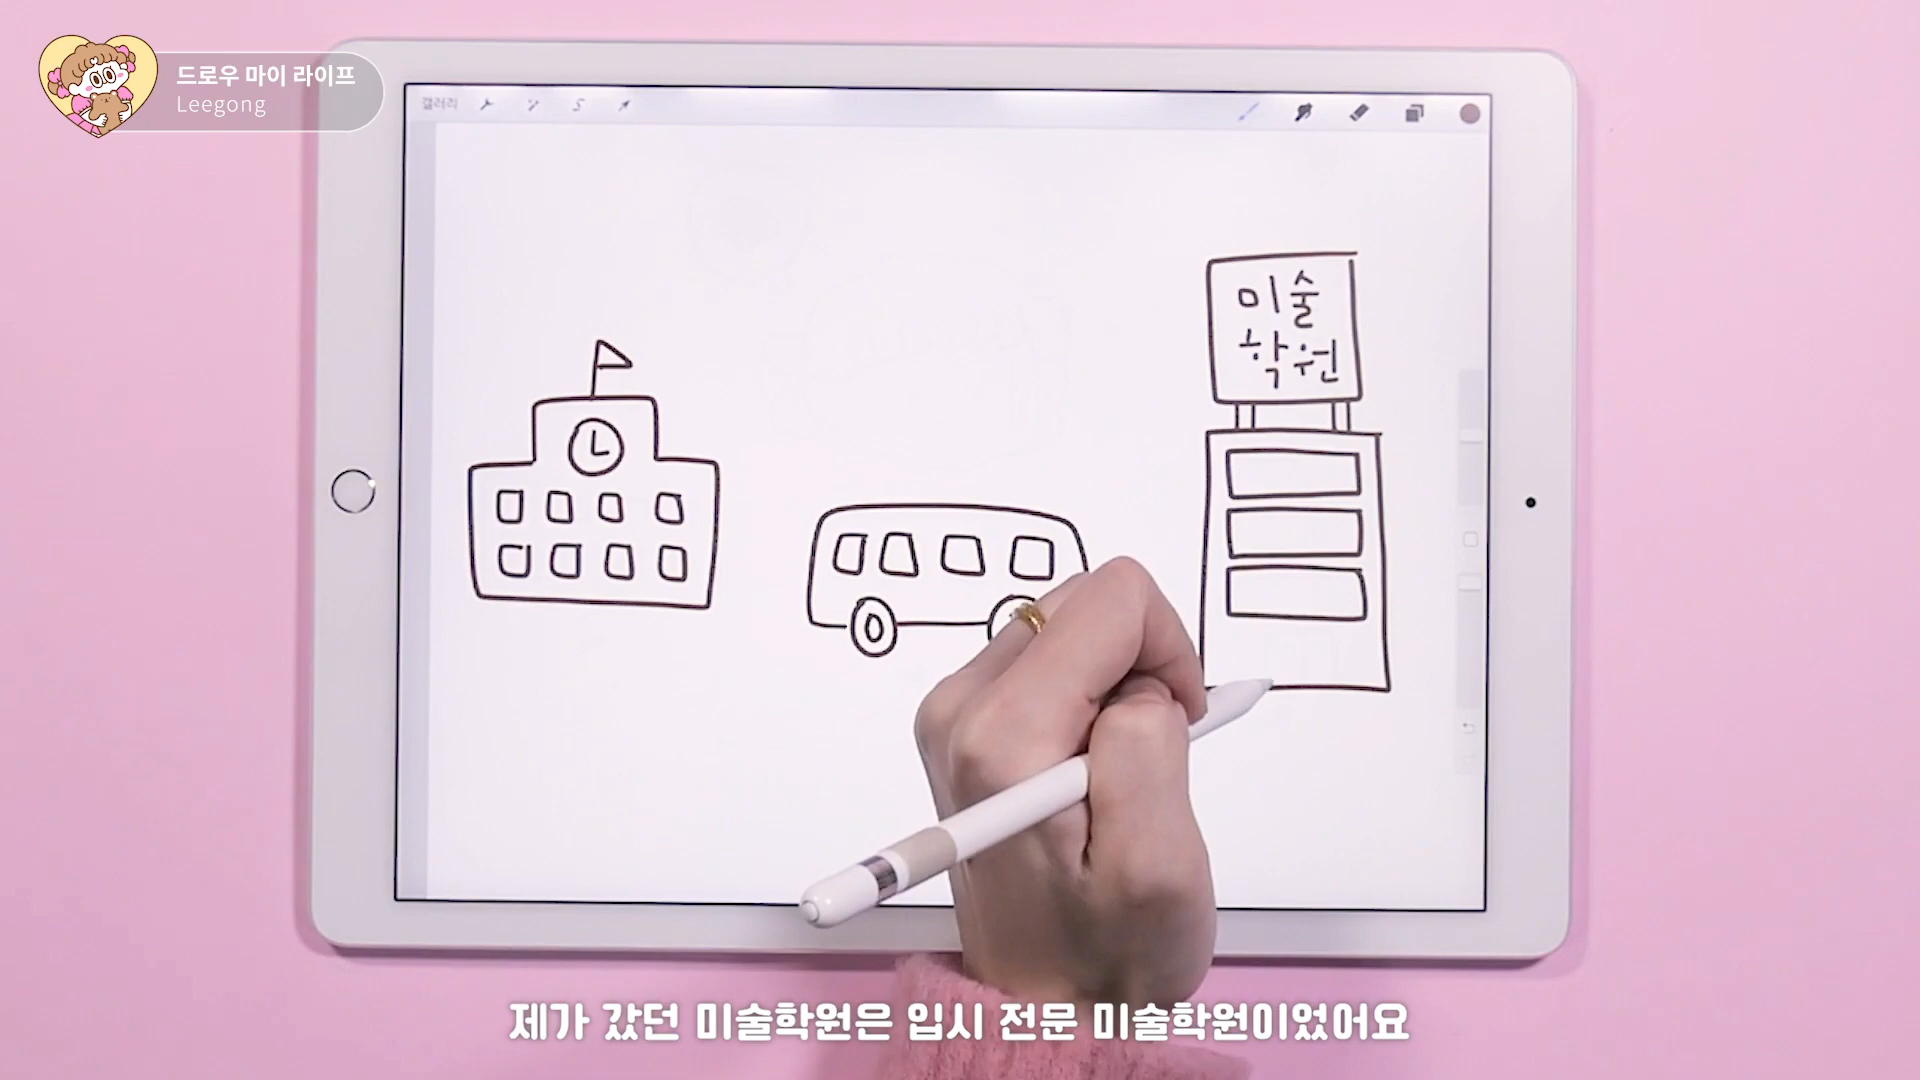 드로우 마이 라이프
Leegong
갤러리
미술
학원
제가 갔던 미술학원은 입시 전문 미술학원이었어요